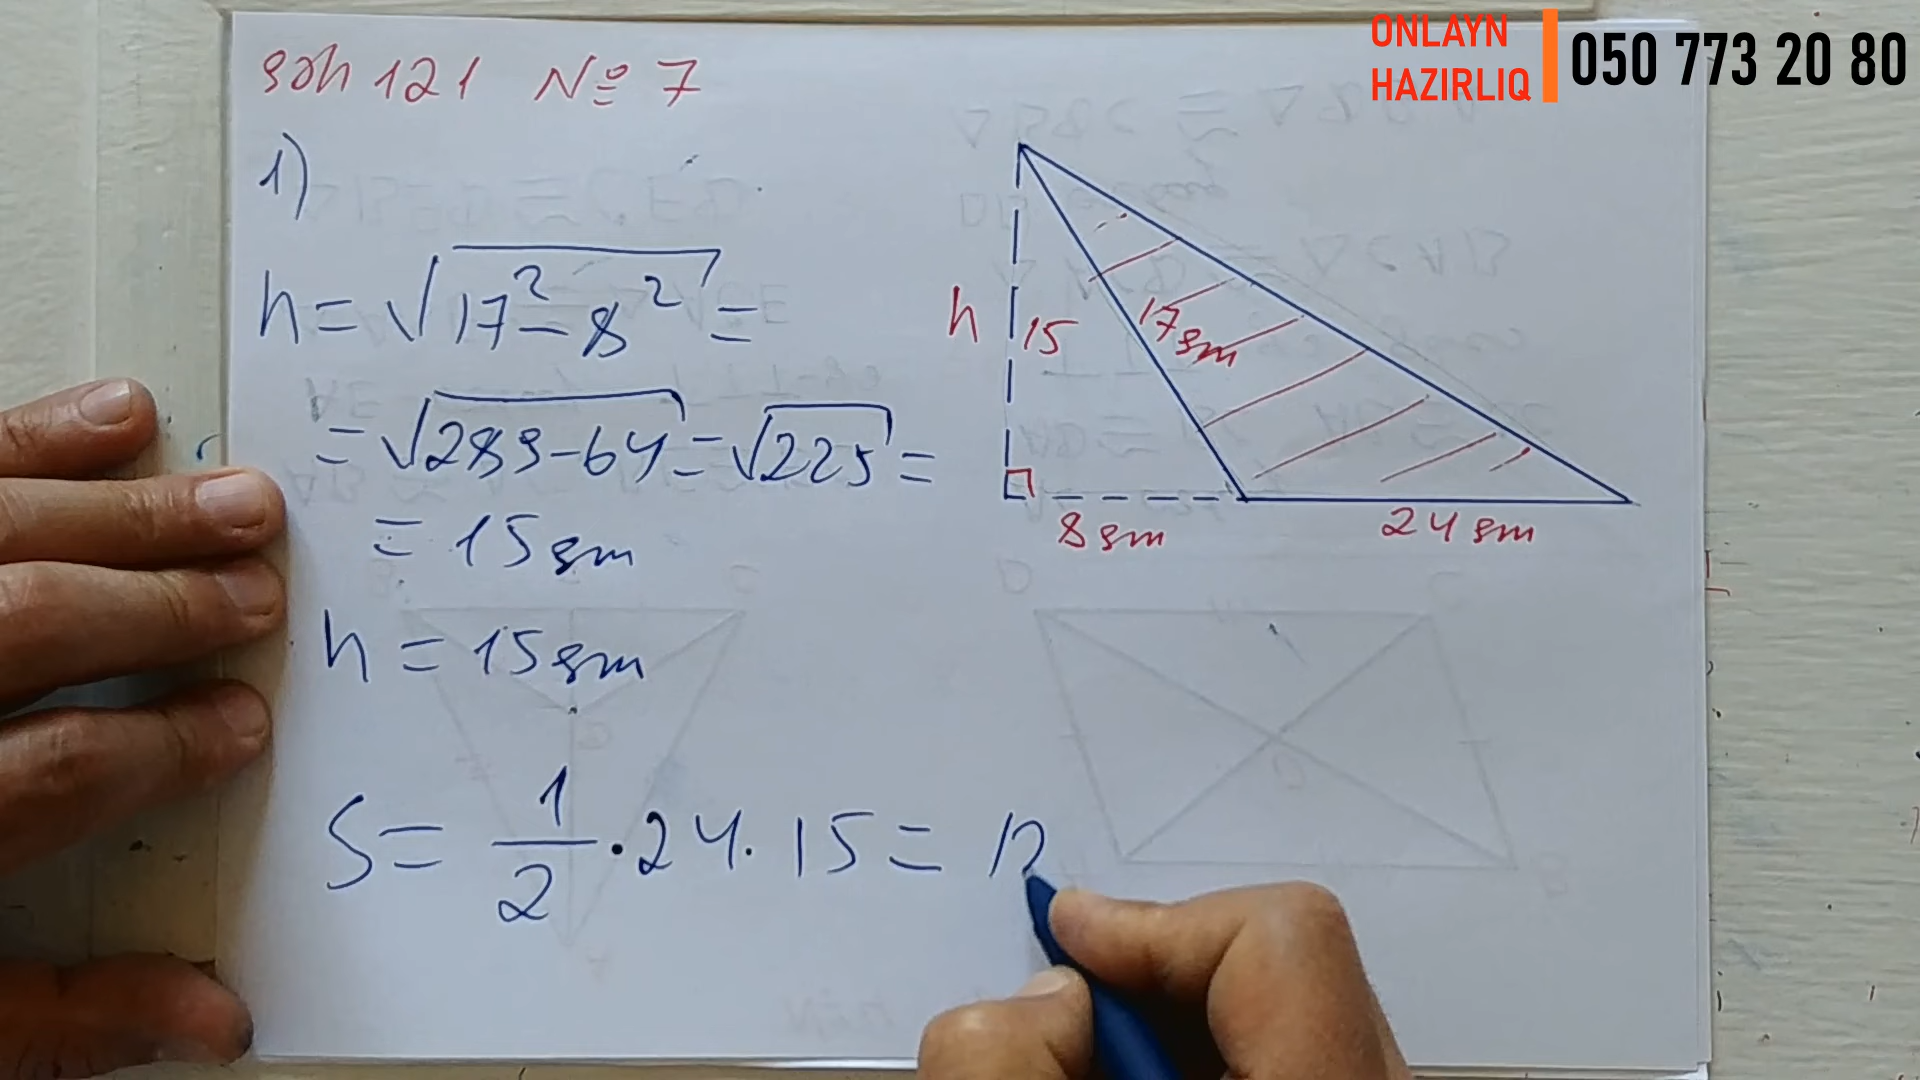 ONLAYN
HAZIRLIQ
050 773 20 80
səh 121 № 7
1)
h = √17² - 8² =
= √289-64 = √225 =
= 15 sm
h = 15 sm
S = 1/2 · 24 · 15 = 12
h
15
17 sm
8 sm
24 sm